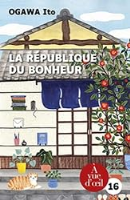 OGAWA Ito
LA RÉPUBLIQUE
DU BONHEUR
À
vue
d'œil
16